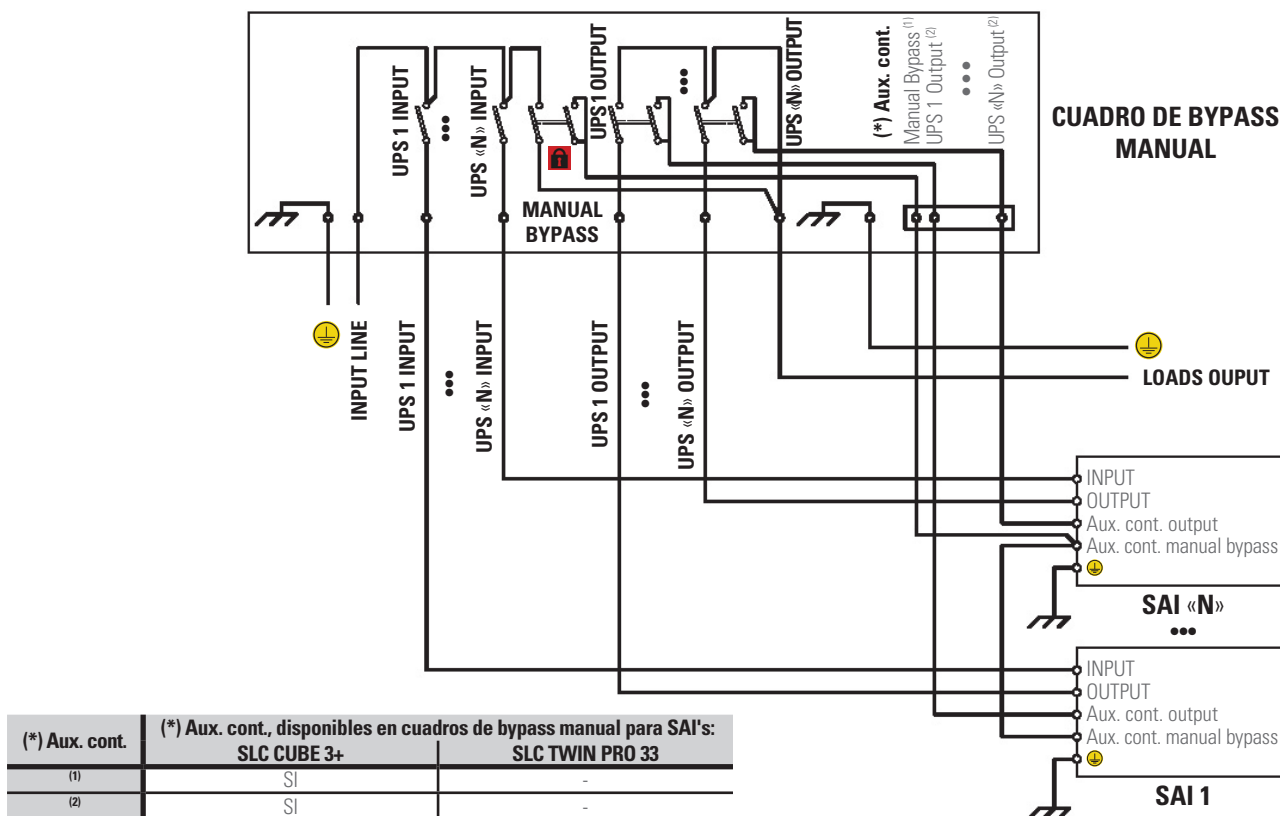 UPS 1 INPUT
•••
UPS «N» INPUT
UPS 1 OUTPUT
•••
UPS «N» OUTPUT
(*) Aux. cont.
Manual Bypass (1)
UPS 1 Output (2)
•••
UPS «N» Output (2)
CUADRO DE BYPASS
MANUAL
MANUAL
BYPASS
INPUT LINE
UPS 1 INPUT
•••
UPS «N» INPUT
UPS 1 OUTPUT
•••
UPS «N» OUTPUT
LOADS OUPUT
INPUT
OUTPUT
Aux. cont. output
Aux. cont. manual bypass
SAI «N»
•••
INPUT
OUTPUT
Aux. cont. output
Aux. cont. manual bypass
SAI 1
(*) Aux. cont.
(*) Aux. cont., disponibles en cuadros de bypass manual para SAI's:
SLC CUBE 3+ SLC TWIN PRO 33
(1) SI -
(2) SI -